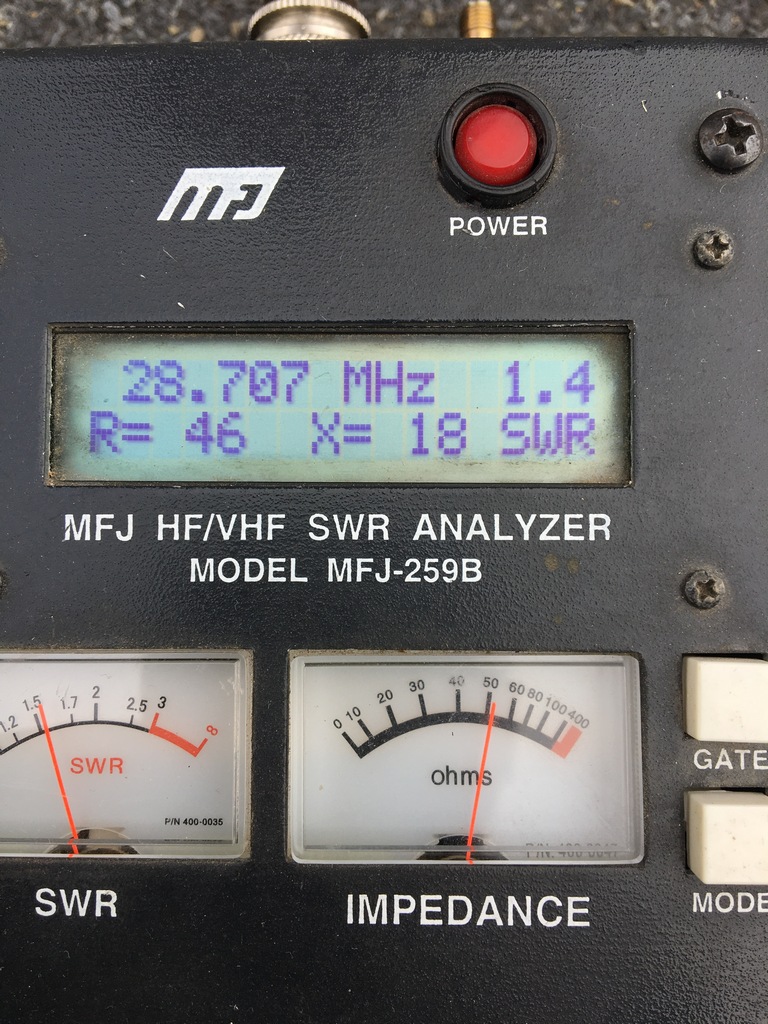 MFJ
POWER
28.707 MHz 1.4
R= 46 X= 18 SWR
MFJ HF/VHF SWR ANALYZER
MODEL MFJ-259B
1.2 1.5 1.7 2 2.5 3 8
SWR
P/N 400-0035
SWR
0 10 20 30 40 50 60 80 100 400
ohms
IMPEDANCE
GATE
MODE